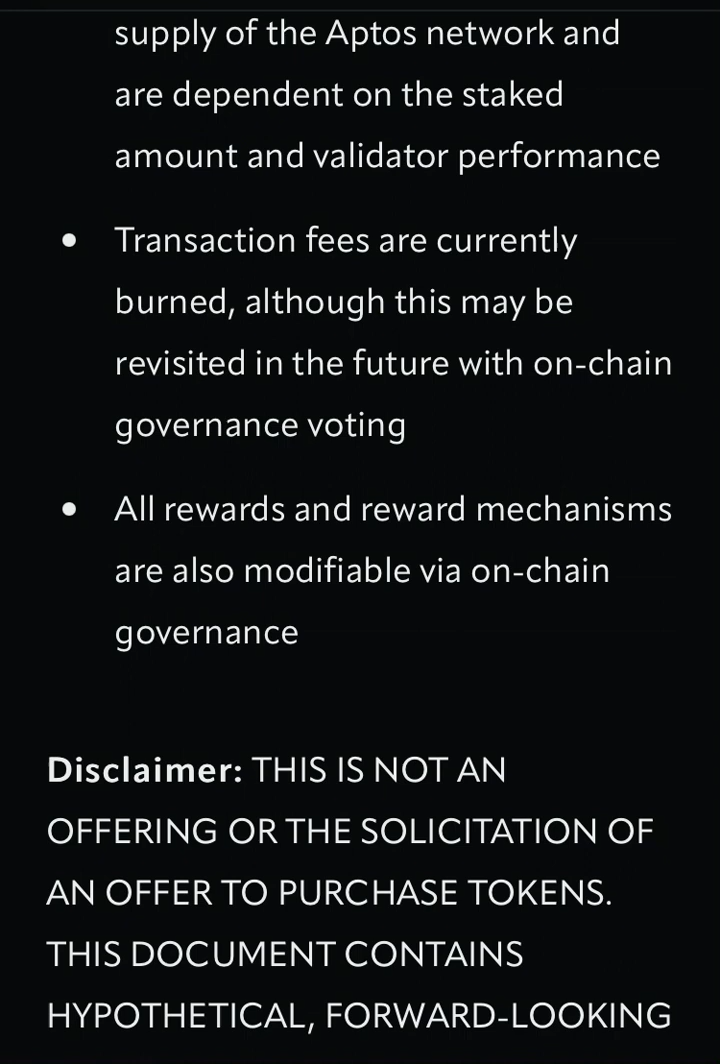 supply of the Aptos network and
are dependent on the staked
amount and validator performance
• Transaction fees are currently
burned, although this may be
revisited in the future with on-chain
governance voting
• All rewards and reward mechanisms
are also modifiable via on-chain
governance
Disclaimer: THIS IS NOT AN
OFFERING OR THE SOLICITATION OF
AN OFFER TO PURCHASE TOKENS.
THIS DOCUMENT CONTAINS
HYPOTHETICAL, FORWARD-LOOKING